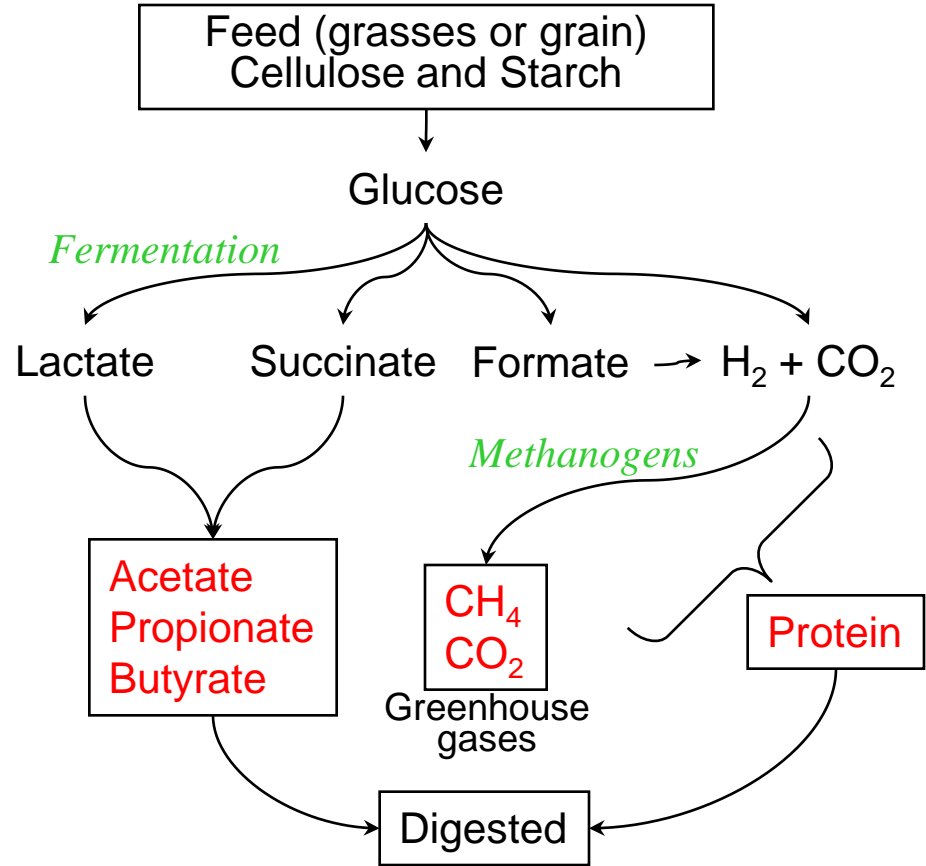 Feed (grasses or grain)
Cellulose and Starch
Glucose
Fermentation
Lactate
Succinate
Formate
H₂ + CO₂
Methanogens
Acetate
Propionate
Butyrate
CH₄
CO₂
Greenhouse
gases
Protein
Digested